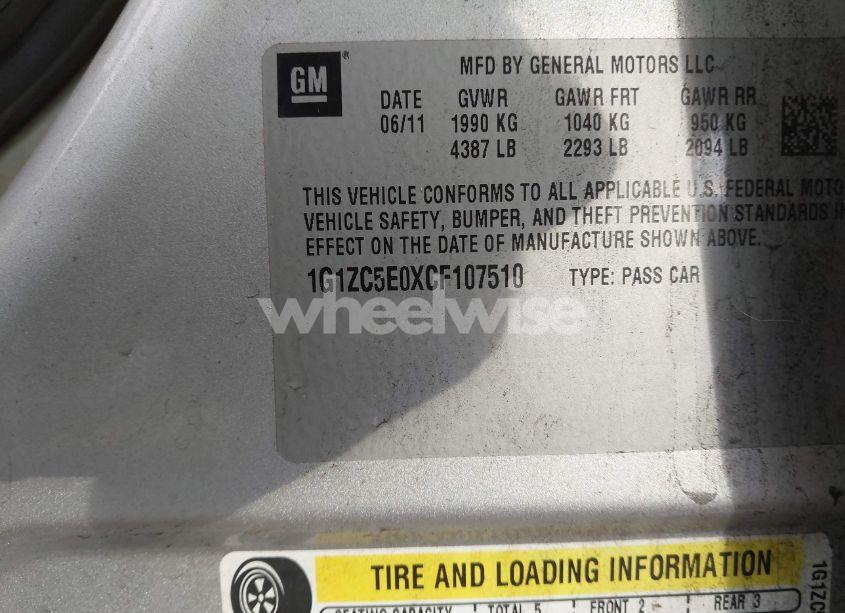 GM ®
MFD BY GENERAL MOTORS LLC
DATE GVWR GAWR FRT GAWR RR
06/11 1990 KG 1040 KG 950 KG
4387 LB 2293 LB 2094 LB
THIS VEHICLE CONFORMS TO ALL APPLICABLE U.S. FEDERAL MOTO
VEHICLE SAFETY, BUMPER, AND THEFT PREVENTION STANDARDS IN
EFFECT ON THE DATE OF MANUFACTURE SHOWN ABOVE.
1G1ZC5E0XCF107510 TYPE: PASS CAR
wheelwise
TIRE AND LOADING INFORMATION
SEATING CAPACITY TOTAL 5 FRONT 2 REAR 3
1G1ZC